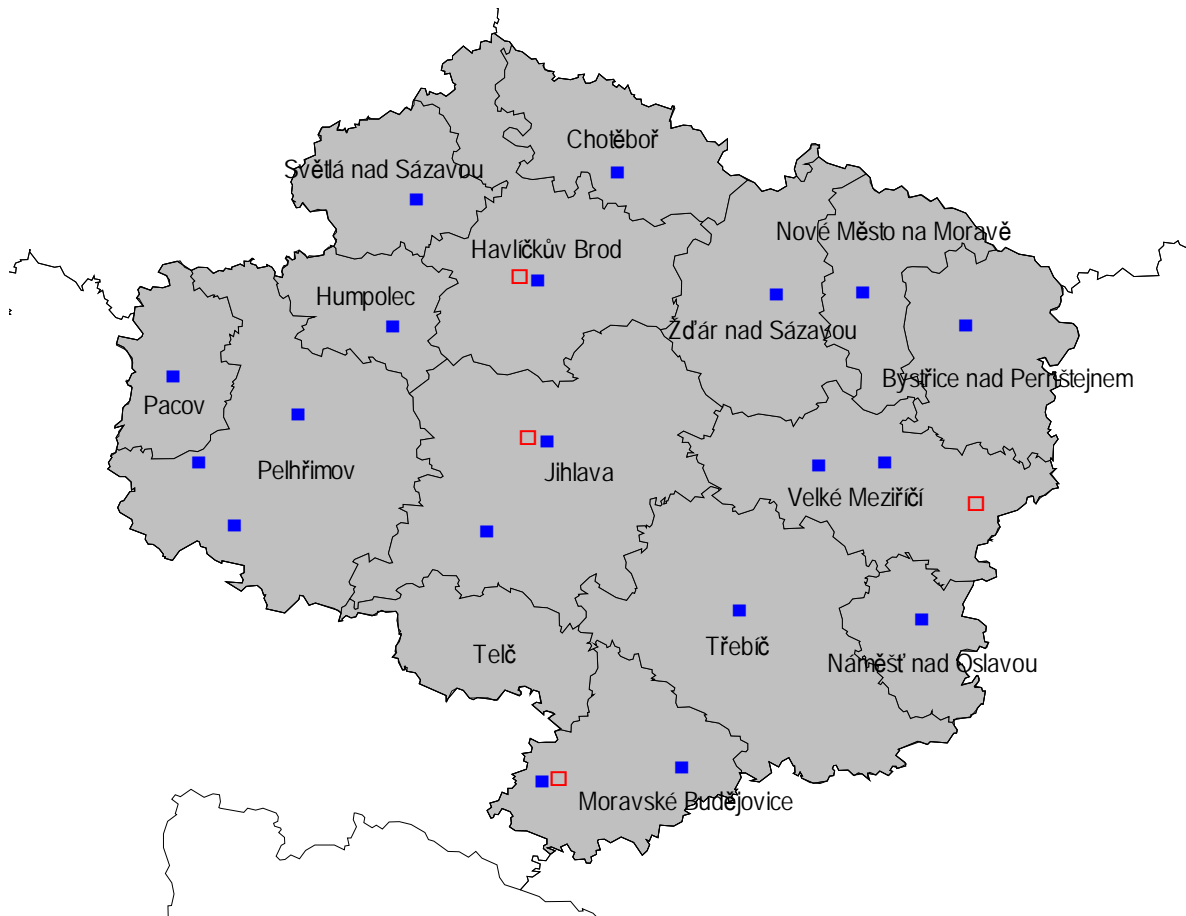 Chotěboř
Světlá nad Sázavou
Nové Město na Moravě
Havlíčkův Brod
Humpolec
Žďár nad Sázavou
Bystřice nad Pernštejnem
Pacov
Pelhřimov
Jihlava
Velké Meziříčí
Telč
Třebíč
Náměšť nad Oslavou
Moravské Budějovice